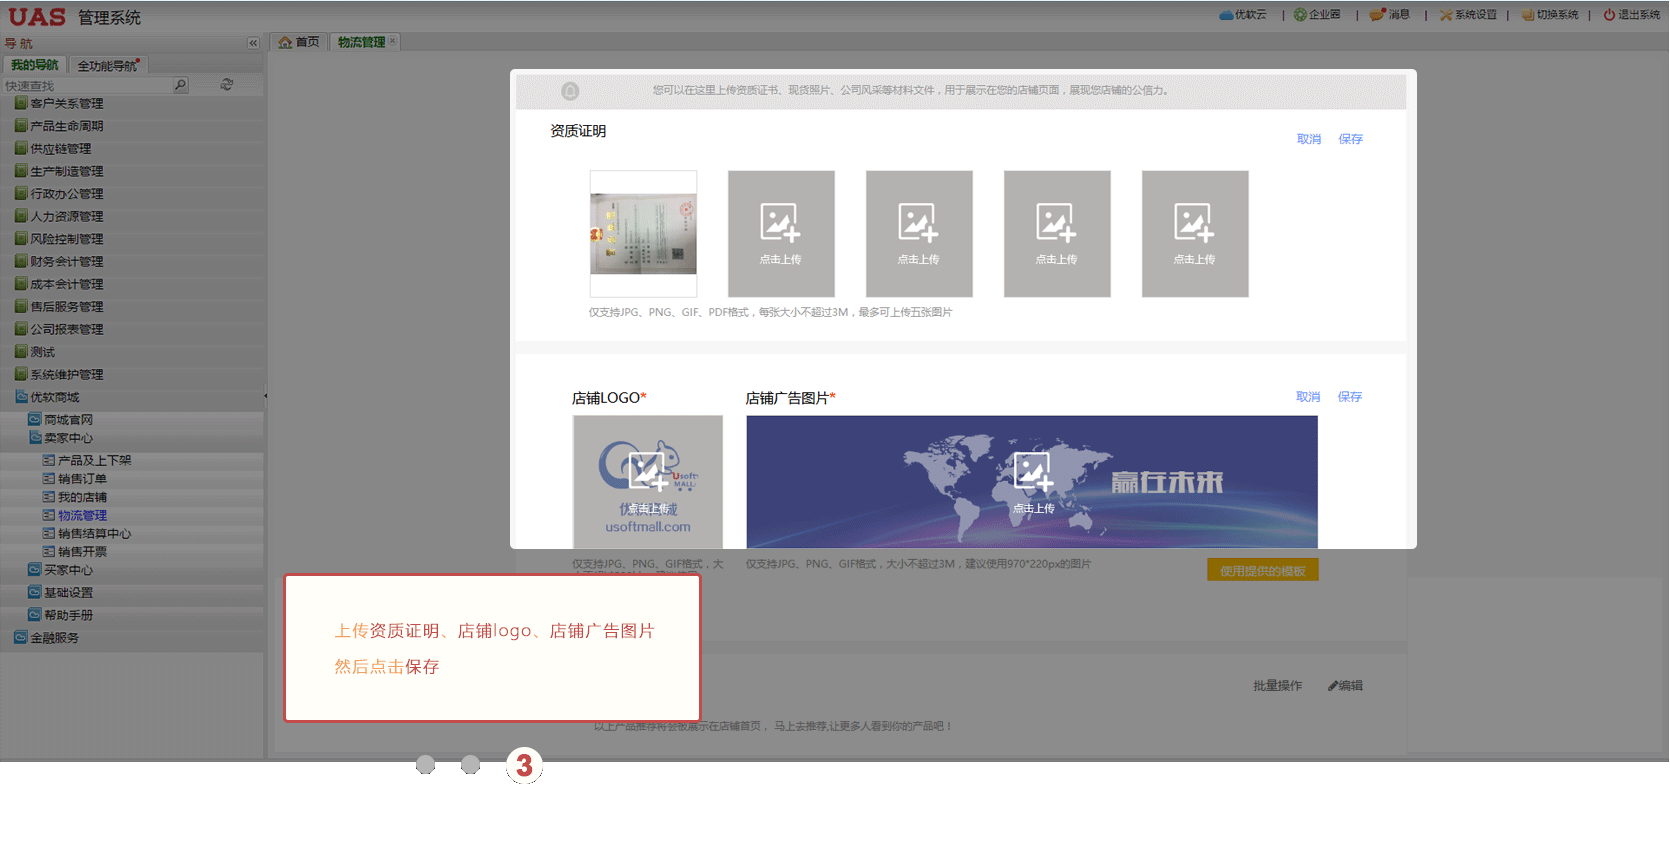 UAS 管理系统
优软云 | 企业圈 | 消息 | 系统设置 | 切换系统 | 退出系统
导航
首页 物流管理
我的导航 全功能导航
快速查找
客户关系管理
产品生命周期
供应链管理
生产制造管理
行政办公管理
人力资源管理
风险控制管理
财务会计管理
成本会计管理
售后服务管理
公司报表管理
测试
系统维护管理
优软商城
商城官网
卖家中心
产品及上下架
销售订单
我的店铺
物流管理
销售结算中心
销售开票
买家中心
基础设置
帮助手册
金融服务
您可以在这里上传资质证书、现货照片、公司风采等材料文件，用于展示在您的店铺页面，展现您店铺的公信力。
资质证明
取消 保存
点击上传 点击上传 点击上传 点击上传
仅支持JPG、PNG、GIF、PDF格式，每张大小不超过3M，最多可上传五张图片
店铺LOGO* 店铺广告图片*
取消 保存
Usoft
MALL
点击上传
usoftmall.com
点击上传
赢在未来
仅支持JPG、PNG、GIF格式，大
仅支持JPG、PNG、GIF格式，大小不超过3M，建议使用970*220px的图片
使用提供的模板
上传资质证明、店铺logo、店铺广告图片
然后点击保存
批量操作 编辑
以上产品推荐将会被展示在店铺首页，马上去推荐,让更多人看到你的产品吧！
3